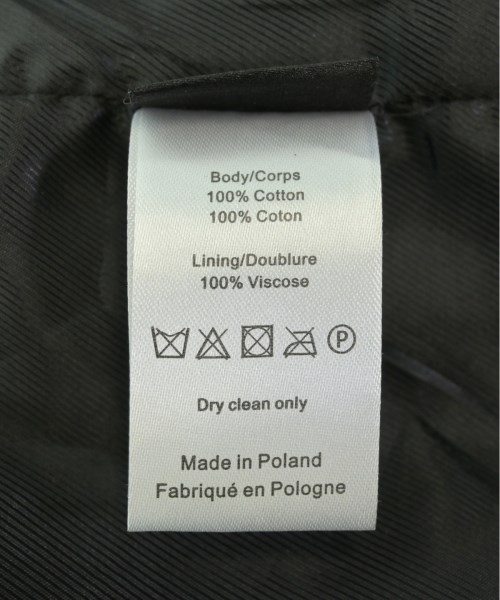 Body/Corps
100% Cotton
100% Coton
Lining/Doublure
100% Viscose
P
Dry clean only
Made in Poland
Fabriqué en Pologne